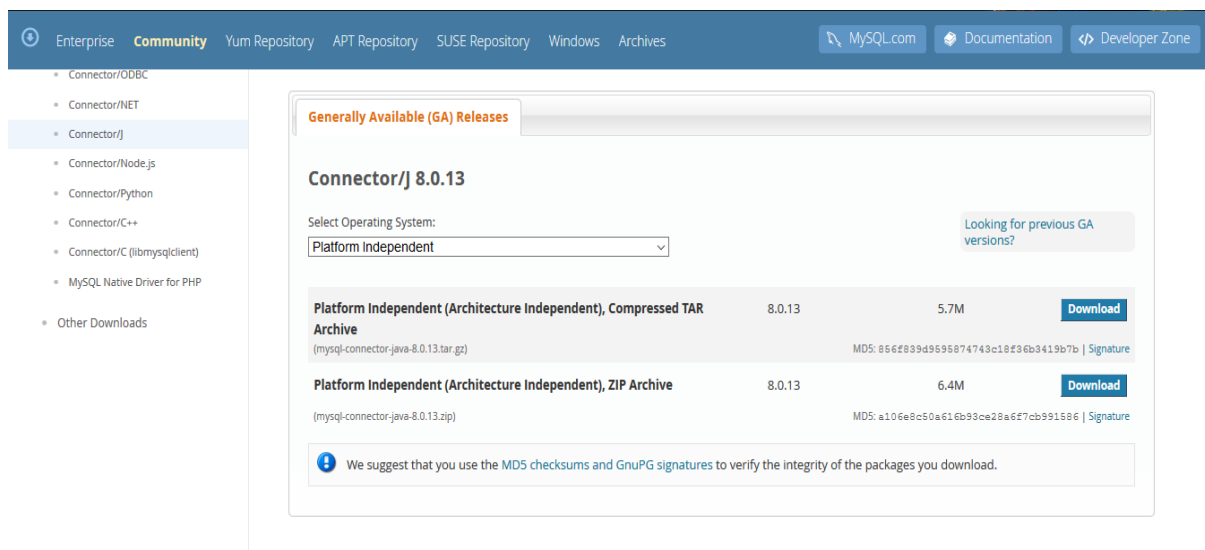 Enterprise Community Yum Repository APT Repository SUSE Repository Windows Archives MySQL.com Documentation </> Developer Zone
Connector/ODBC
Connector/NET
Connector/J
Connector/Node.js
Connector/Python
Connector/C++
Connector/C (libmysqlclient)
MySQL Native Driver for PHP
Other Downloads
Generally Available (GA) Releases
Connector/J 8.0.13
Select Operating System:
Platform Independent
Looking for previous GA
versions?
Platform Independent (Architecture Independent), Compressed TAR 8.0.13 5.7M Download
Archive
(mysql-connector-java-8.0.13.tar.gz) MD5: 856f839d9595874743c18f36b3419b7b | Signature
Platform Independent (Architecture Independent), ZIP Archive 8.0.13 6.4M Download
(mysql-connector-java-8.0.13.zip) MD5: a106e8c50a616b93ce28a6f7cb991586 | Signature
We suggest that you use the MD5 checksums and GnuPG signatures to verify the integrity of the packages you download.